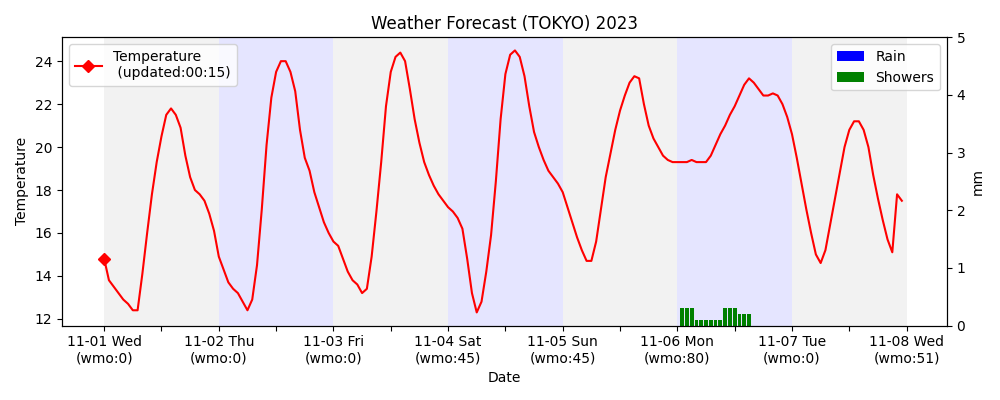 Weather Forecast (TOKYO) 2023
Temperature
(updated:00:15)
Rain
Showers
Temperature
24
22
20
18
16
14
12
5
4
3
2
1
0
mm
11-01 Wed
(wmo:0)
11-02 Thu
(wmo:0)
11-03 Fri
(wmo:0)
11-04 Sat
(wmo:45)
11-05 Sun
(wmo:45)
11-06 Mon
(wmo:80)
11-07 Tue
(wmo:0)
11-08 Wed
(wmo:51)
Date